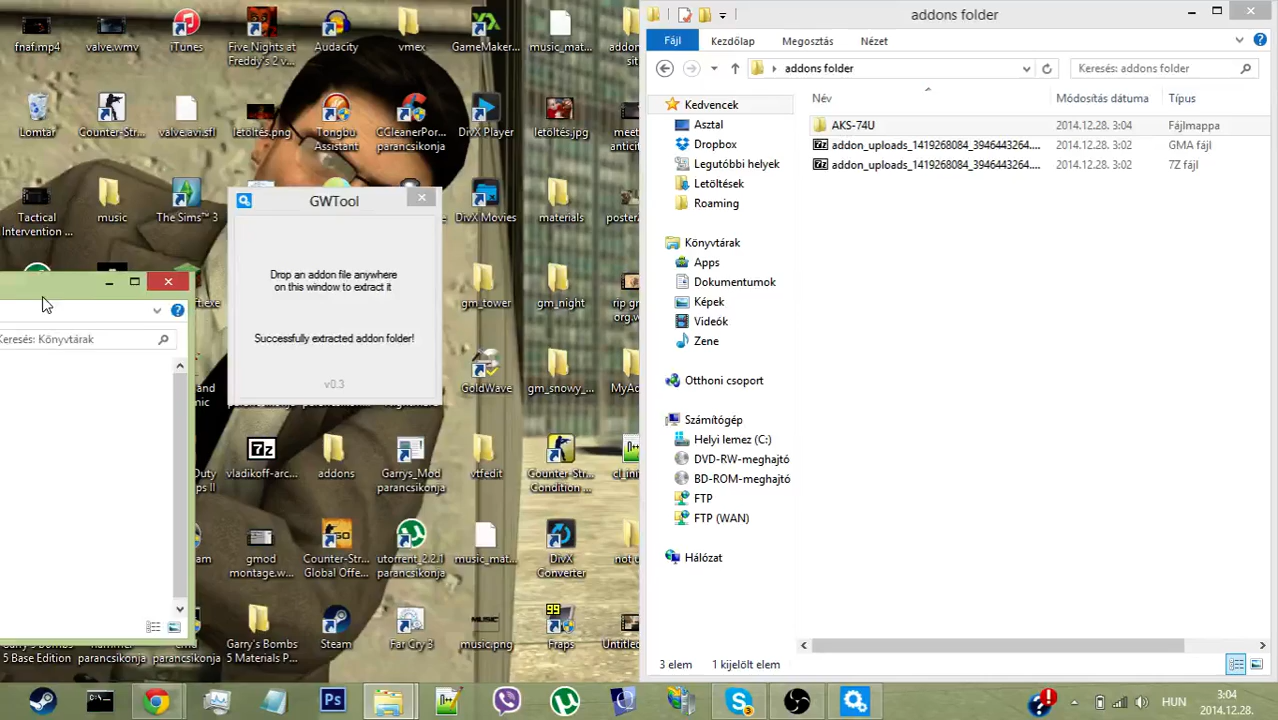 fnaf.mp4
valve.wmv
iTunes
Five Nights at
Freddy's 2 v...
Audacity
vmex
GameMaker...
music_mat...
Lomtár
Counter-Str...
valve.avi.sfl
letöltés.png
Tongbu
Assistant
CCleanerPor...
parancsikonja
DivX Player
letöltés.jpg
Tactical
Intervention ...
music
The Sims™ 3
DivX Movies
materials
gm_tower
gm_night
GoldWave
gm_snowy_...
vladikoff-arc...
addons
Garrys_Mod
parancsikonja
vtfedit
Counter-Str...
Condition ...
gmod
montage.w...
Counter-Str...
Global Offe...
utorrent_2.2.1
parancsikonja
music_mat...
DivX
Converter
Garry's Bombs
5 Materials P...
Steam
Far Cry 3
music.png
Fraps
5 Base Edition
parancsikonja
parancsikonja
Keresés: Könyvtárak
GWTool
Drop an addon file anywhere
on this window to extract it
Successfully extracted addon folder!
v0.3
addons folder
Fájl
Kezdőlap
Megosztás
Nézet
addons folder
Keresés: addons folder
Kedvencek
Asztal
Dropbox
Legutóbbi helyek
Letöltések
Roaming
Könyvtárak
Apps
Dokumentumok
Képek
Videók
Zene
Otthoni csoport
Számítógép
Helyi lemez (C:)
DVD-RW-meghajtó
BD-ROM-meghajtó
FTP
FTP (WAN)
Hálózat
Név
Módosítás dátuma
Típus
AKS-74U
2014.12.28. 3:04
Fájlmappa
addon_uploads_1419268084_3946443264....
2014.12.28. 3:02
GMA fájl
addon_uploads_1419268084_3946443264....
2014.12.28. 3:02
7Z fájl
3 elem
1 kijelölt elem
HUN
3:04
2014.12.28.